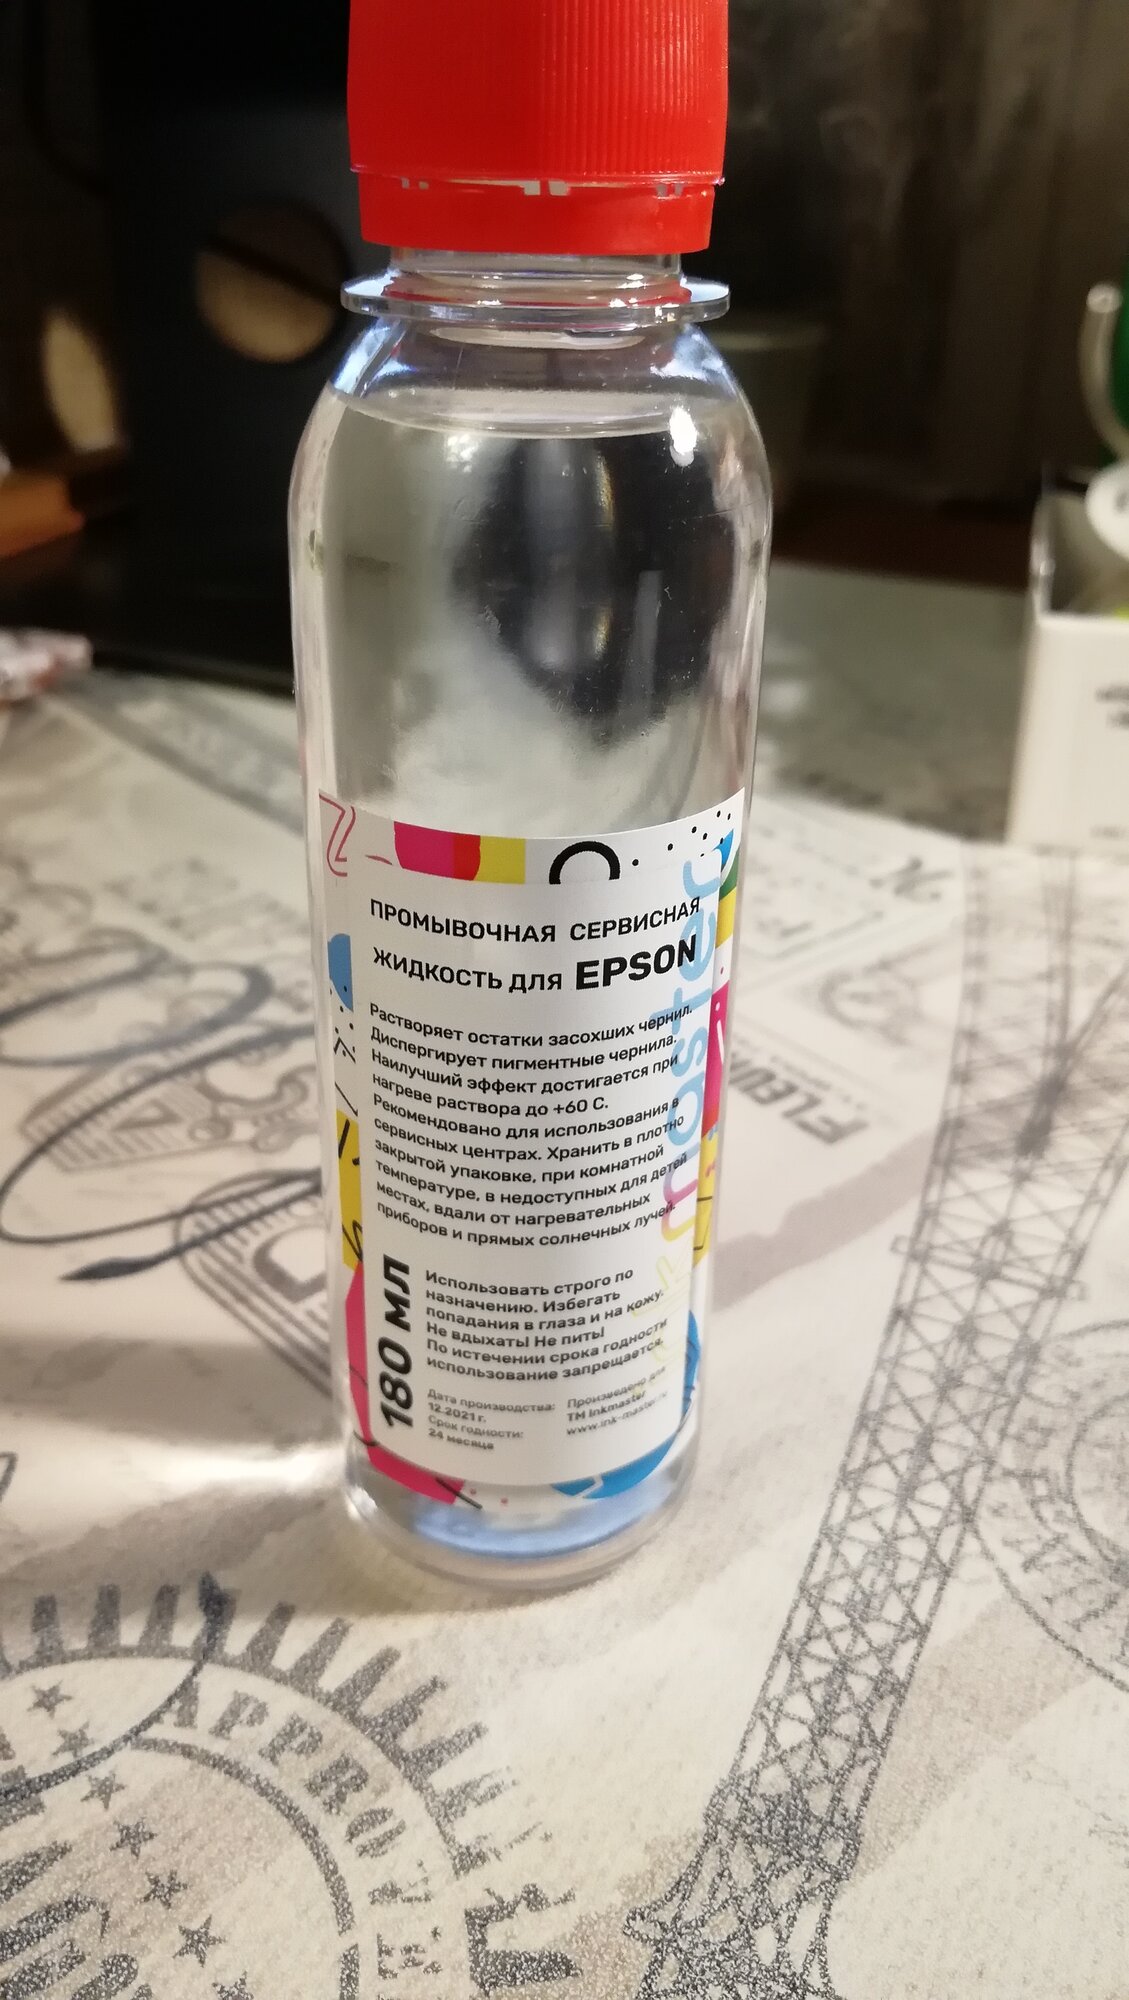 ПРОМЫВОЧНАЯ СЕРВИСНАЯ
ЖИДКОСТЬ ДЛЯ EPSON
Растворяет остатки засохших чернил.
Диспергирует пигментные чернила.
Наилучший эффект достигается при
нагреве раствора до +60 С.
Рекомендовано для использования в
сервисных центрах. Хранить в плотно
закрытой упаковке, при комнатной
температуре, в недоступных для детей
местах, вдали от нагревательных
приборов и прямых солнечных лучей.
180 МЛ
Использовать строго по
назначению. Избегать
попадания в глаза и на кожу.
Не вдыхать! Не пить!
По истечении срока годности
использование запрещается.
Дата производства:
12.2021 г.
Срок годности:
24 месяца
Произведено для
ТМ Inkmaster
www.ink-master.ru
master
APPRO